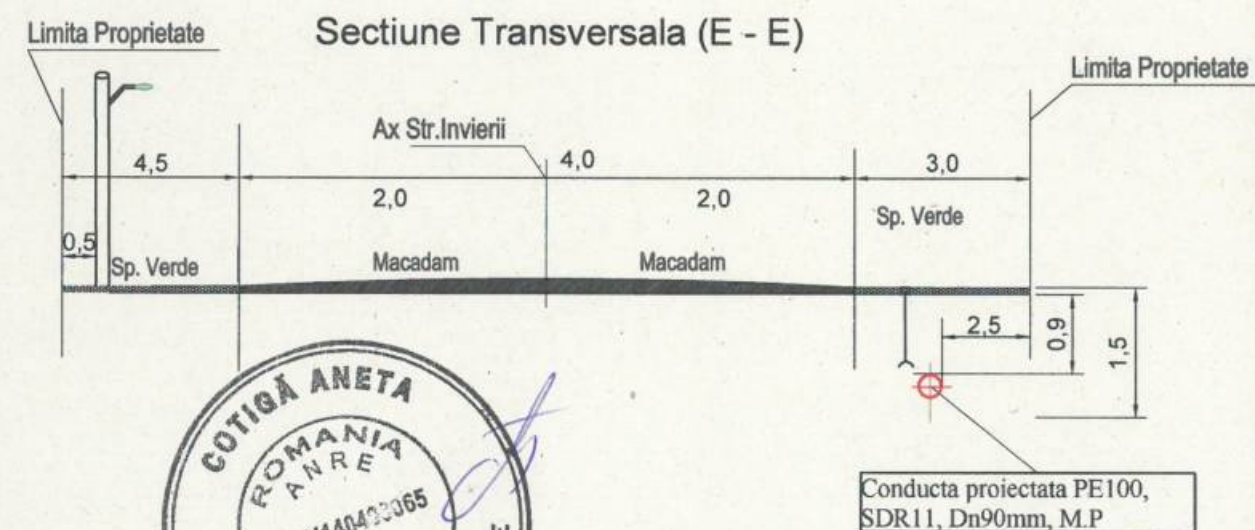 Sectiune Transversala (E - E)
Limita Proprietate
Limita Proprietate
Ax Str.Invierii
4,5
4,0
3,0
2,0
2,0
0,5
Sp. Verde
Macadam
Macadam
Sp. Verde
2,5
0,9
1,5
COTIGĂ ANETA
ROMANIA
ANRE
Conducta proiectata PE100,
SDR11, Dn90mm, M.P